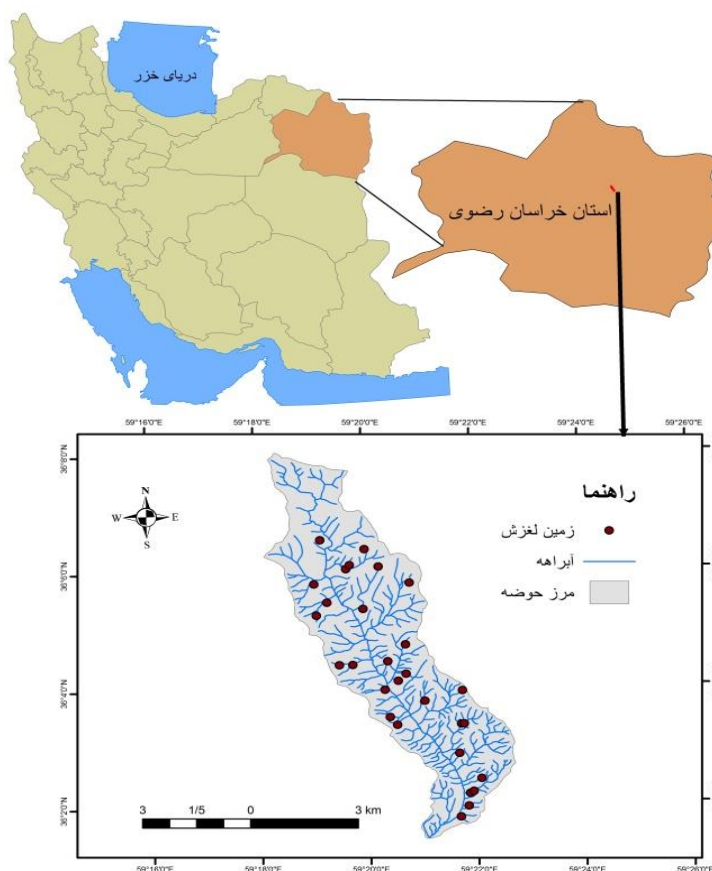 دریای خزر
استان خراسان رضوی
59°16'0"E 59°18'0"E 59°20'0"E 59°22'0"E 59°24'0"E 59°26'0"E
36°8'0"N
36°6'0"N
36°4'0"N
36°2'0"N
N
W E
S
راهنما
زمین لغزش
آبراهه
مرز حوضه
3 1/5 0 3 km
59°16'0"E 59°18'0"E 59°20'0"E 59°22'0"E 59°24'0"E 59°26'0"E